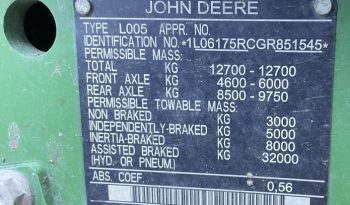 JOHN DEERE
TYPE L005 APPR. NO.
IDENTIFICATION NO. *1L06175RCGR851545*
PERMISSIBLE MASS:
TOTAL KG 12700 - 12700
FRONT AXLE KG 4600 - 6000
REAR AXLE KG 8500 - 9750
PERMISSIBLE TOWABLE MASS:
NON BRAKED KG 3000
INDEPENDENTLY-BRAKED KG 5000
INERTIA-BRAKED KG 8000
ASSISTED BRAKED KG 32000
(HYD. OR PNEUM.)
ABS. COEF. 0,56